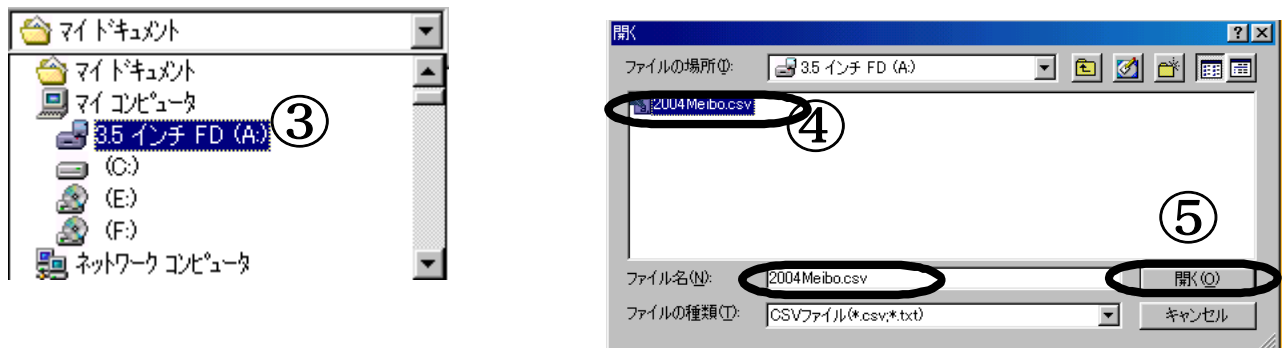 マイ ドキュメント
マイ ドキュメント
マイ コンピュータ
3.5 インチ FD (A:)
③
(C:)
(E:)
(F:)
ネットワーク コンピュータ
開く
ファイルの場所(I):
3.5 インチ FD (A:)
2004Meibo.csv
④
⑤
ファイル名(N):
2004Meibo.csv
開く(O)
ファイルの種類(T):
CSVファイル(*.csv;*.txt)
キャンセル